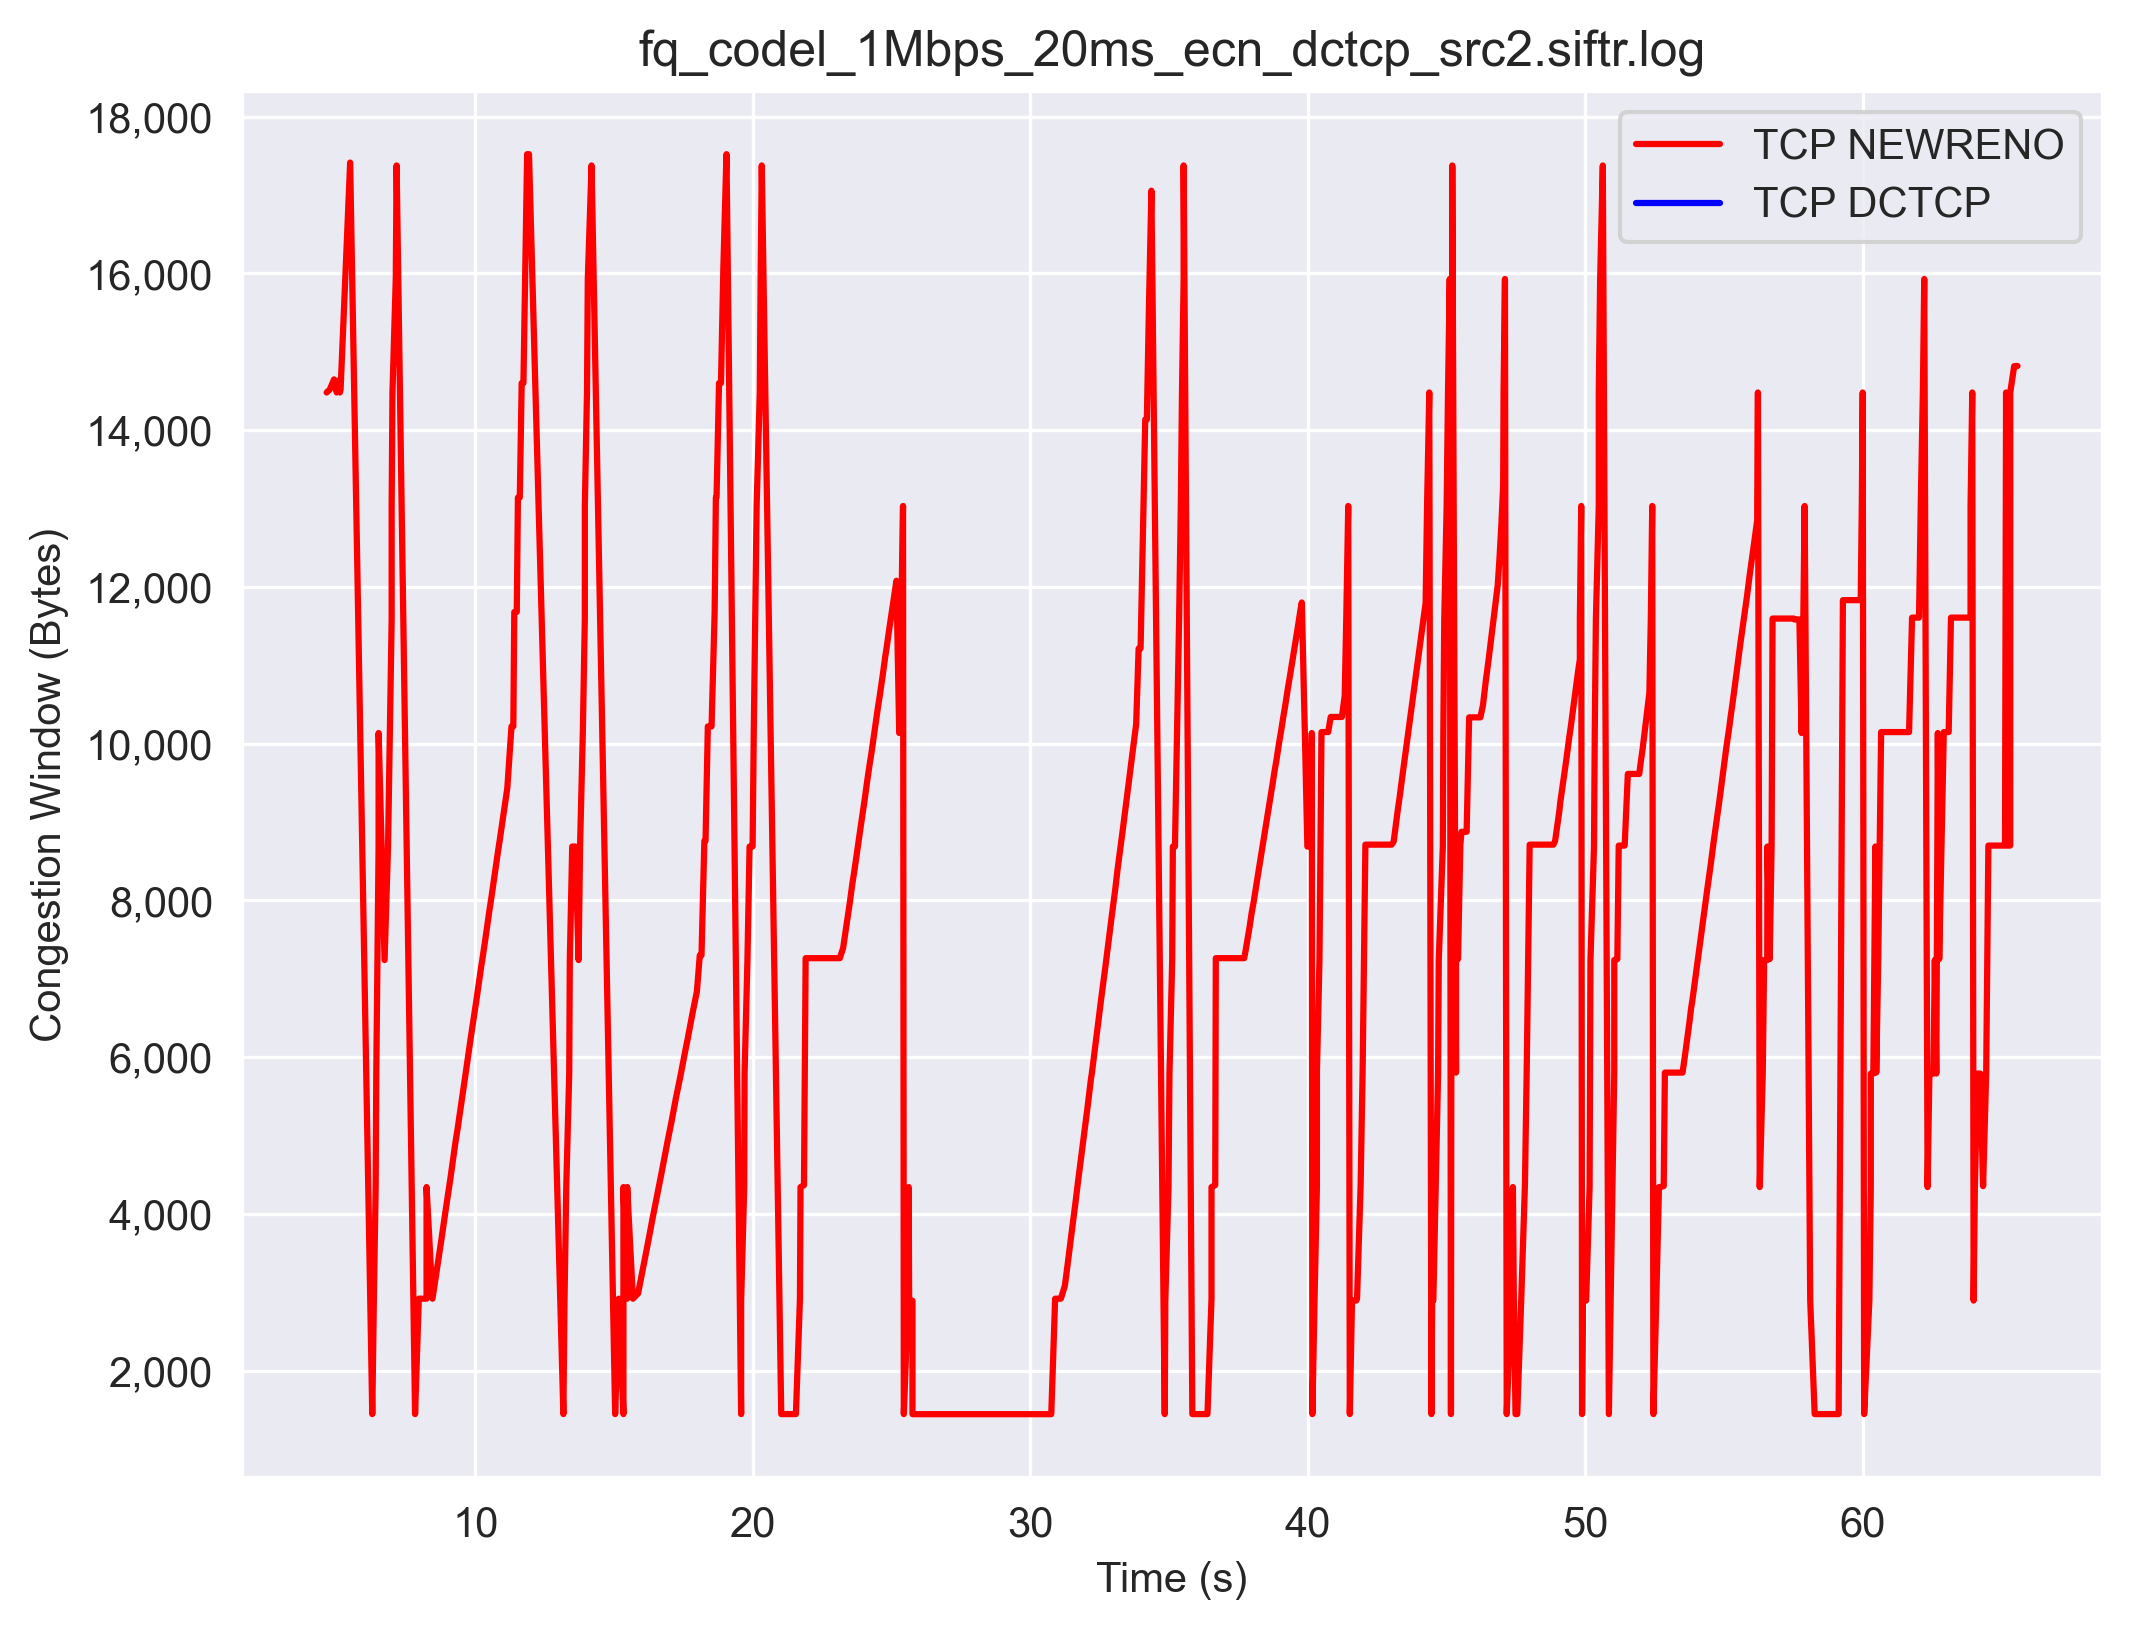 fq_codel_1Mbps_20ms_ecn_dctcp_src2.siftr.log
TCP NEWRENO
TCP DCTCP
Congestion Window (Bytes)
18,000
16,000
14,000
12,000
10,000
8,000
6,000
4,000
2,000
10 20 30 40 50 60
Time (s)